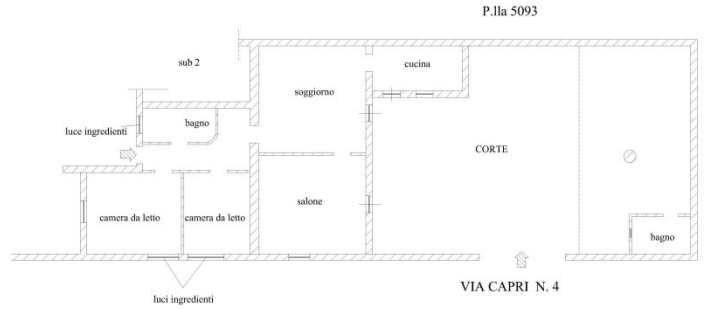 P.lla 5093
sub 2
cucina
soggiorno
bagno
luce ingredienti
CORTE
salone
camera da letto
camera da letto
bagno
VIA CAPRI N. 4
luci ingredienti